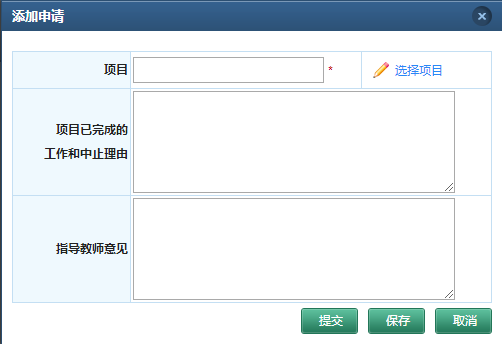 添加申请
项目
*
选择项目
项目已完成的
工作和中止理由
指导教师意见
提交
保存
取消